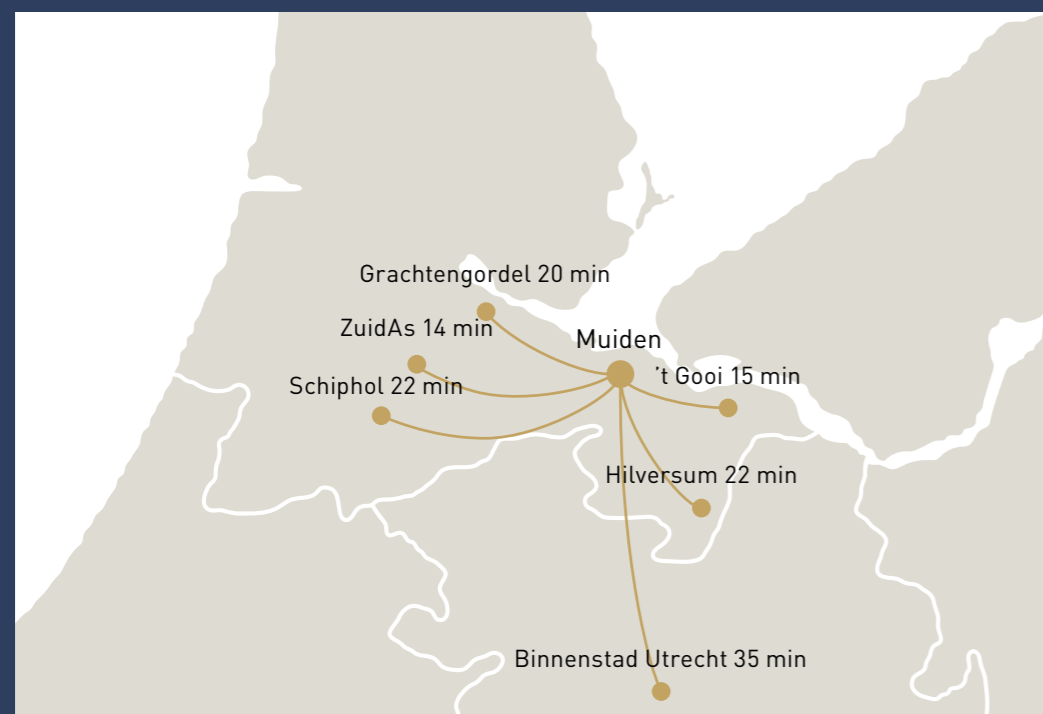 Grachtengordel 20 min
ZuidAs 14 min
Muiden
Schiphol 22 min
’t Gooi 15 min
Hilversum 22 min
Binnenstad Utrecht 35 min